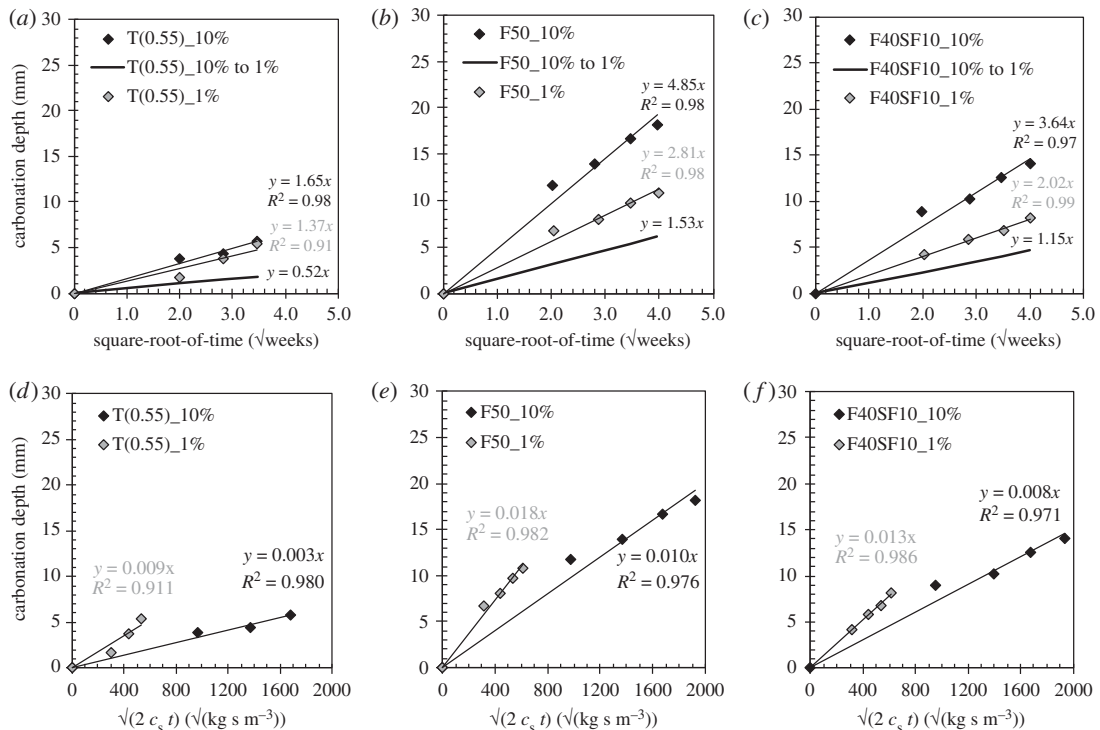 (a)
30
25
20
15
10
5
0
carbonation depth (mm)
T(0.55)_10%
T(0.55)_10% to 1%
T(0.55)_1%
y = 1.65x
R² = 0.98
y = 1.37x
R² = 0.91
y = 0.52x
0 1.0 2.0 3.0 4.0 5.0
square-root-of-time (√weeks)
(b)
30
25
20
15
10
5
0
F50_10%
F50_10% to 1%
F50_1%
y = 4.85x
R² = 0.98
y = 2.81x
R² = 0.98
y = 1.53x
0 1.0 2.0 3.0 4.0 5.0
square-root-of-time (√weeks)
(c)
30
25
20
15
10
5
0
F40SF10_10%
F40SF10_10% to 1%
F40SF10_1%
y = 3.64x
R² = 0.97
y = 2.02x
R² = 0.99
y = 1.15x
0 1.0 2.0 3.0 4.0 5.0
square-root-of-time (√weeks)
(d)
30
25
20
15
10
5
0
carbonation depth (mm)
T(0.55)_10%
T(0.55)_1%
y = 0.009x
R² = 0.911
y = 0.003x
R² = 0.980
0 400 800 1200 1600 2000
√(2 cₛ t) (√(kg s m⁻³))
(e)
30
25
20
15
10
5
0
F50_10%
F50_1%
y = 0.018x
R² = 0.982
y = 0.010x
R² = 0.976
0 400 800 1200 1600 2000
√(2 cₛ t) (√(kg s m⁻³))
(f)
30
25
20
15
10
5
0
F40SF10_10%
F40SF10_1%
y = 0.013x
R² = 0.986
y = 0.008x
R² = 0.971
0 400 800 1200 1600 2000
√(2 cₛ t) (√(kg s m⁻³))